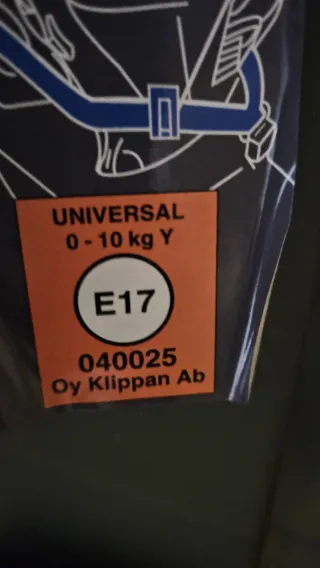 UNIVERSAL
0 - 10 kg Y
E17
040025
Oy Klippan Ab